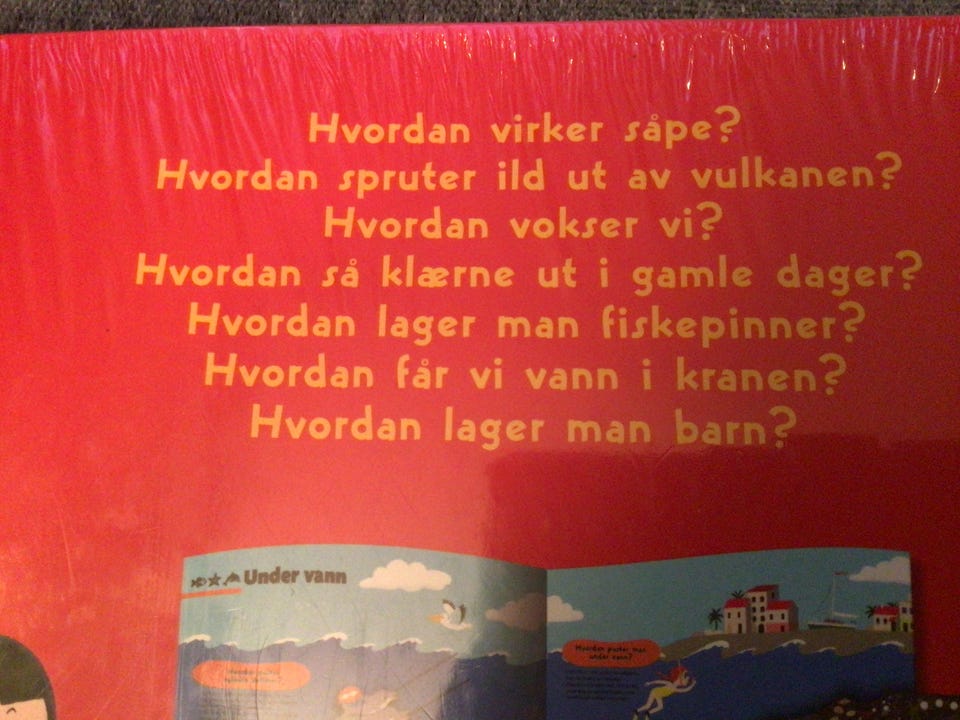 Hvordan virker såpe?
Hvordan spruter ild ut av vulkanen?
Hvordan vokser vi?
Hvordan så klærne ut i gamle dager?
Hvordan lager man fiskepinner?
Hvordan får vi vann i kranen?
Hvordan lager man barn?
Under vann
Hvordan puster man
under vann?